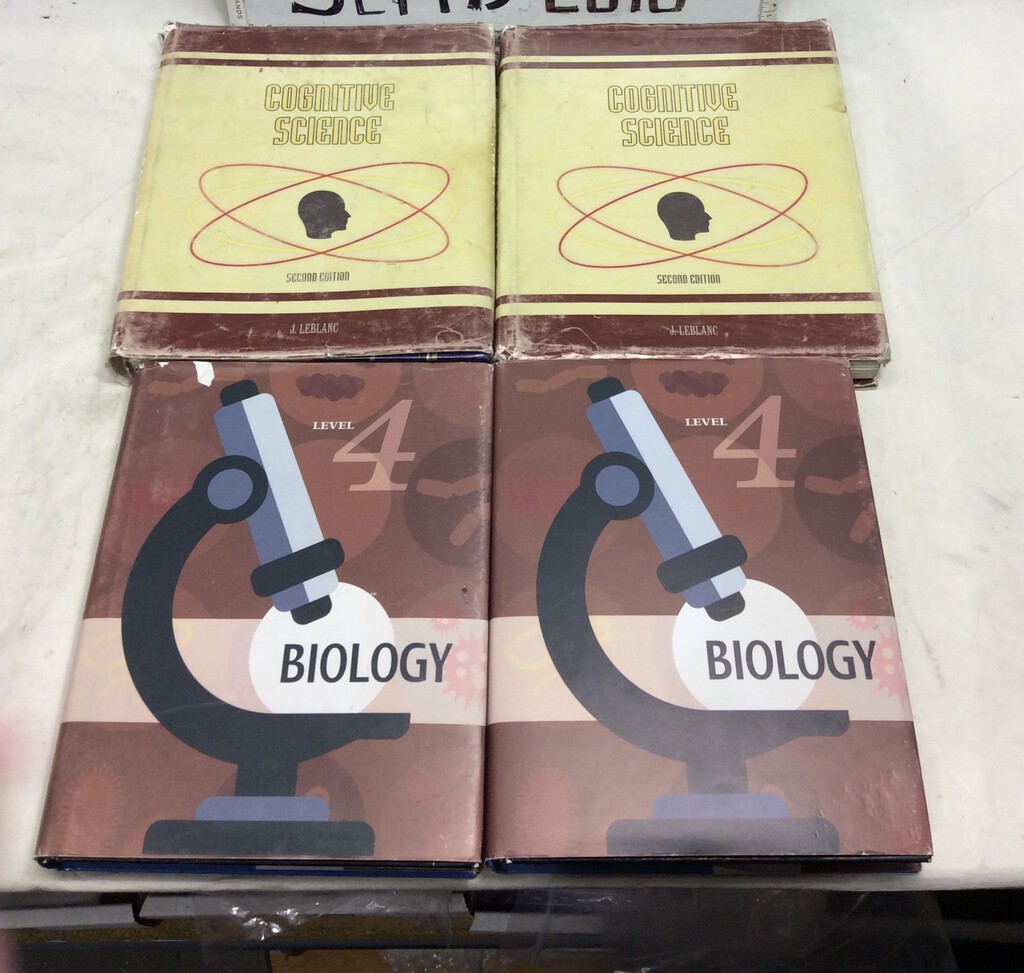 COGNITIVE
SCIENCE
SECOND EDITION
J. LEBLANC
COGNITIVE
SCIENCE
SECOND EDITION
J. LEBLANC
LEVEL
4
BIOLOGY
LEVEL
4
BIOLOGY